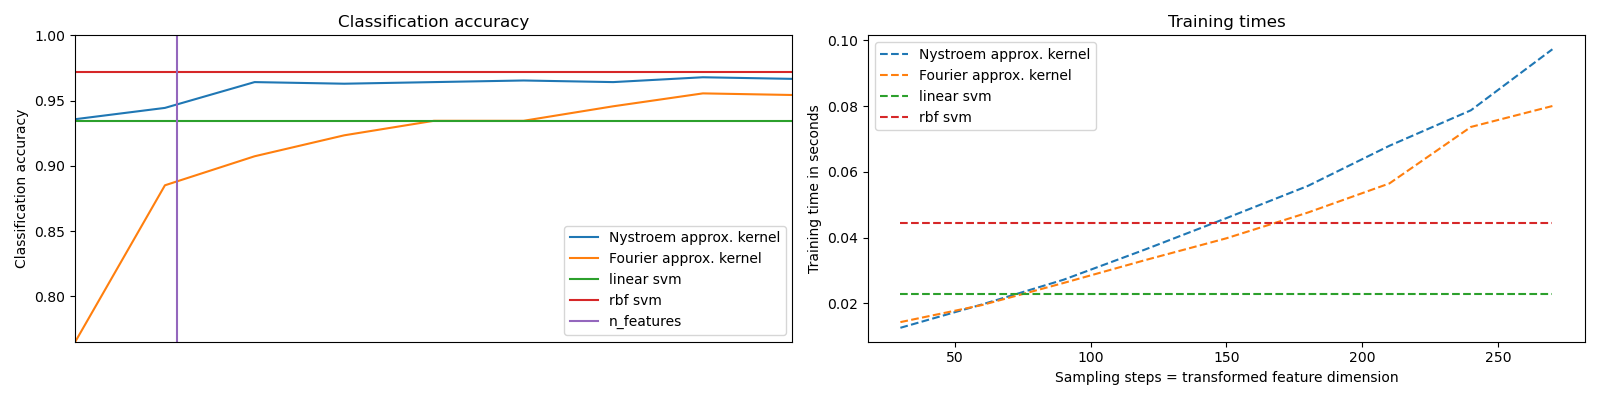 Classification accuracy
Classification accuracy
1.00
0.95
0.90
0.85
0.80
Nystroem approx. kernel
Fourier approx. kernel
linear svm
rbf svm
n_features
Training times
Training time in seconds
0.10
0.08
0.06
0.04
0.02
Nystroem approx. kernel
Fourier approx. kernel
linear svm
rbf svm
50
100
150
200
250
Sampling steps = transformed feature dimension